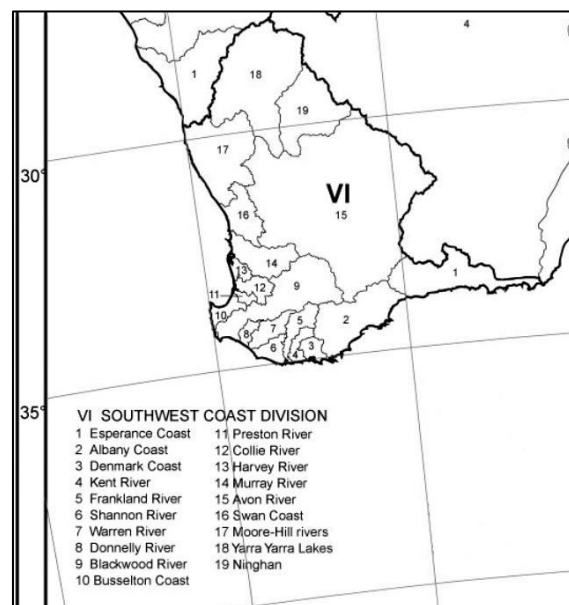 4
1
18
19
17
30°
VI
16
15
14
13
12
9
1
11
10
5
2
8
7
6
4
3
35°
VI SOUTHWEST COAST DIVISION
1 Esperance Coast
2 Albany Coast
3 Denmark Coast
4 Kent River
5 Frankland River
6 Shannon River
7 Warren River
8 Donnelly River
9 Blackwood River
10 Busselton Coast
11 Preston River
12 Collie River
13 Harvey River
14 Murray River
15 Avon River
16 Swan Coast
17 Moore-Hill rivers
18 Yarra Yarra Lakes
19 Ninghan